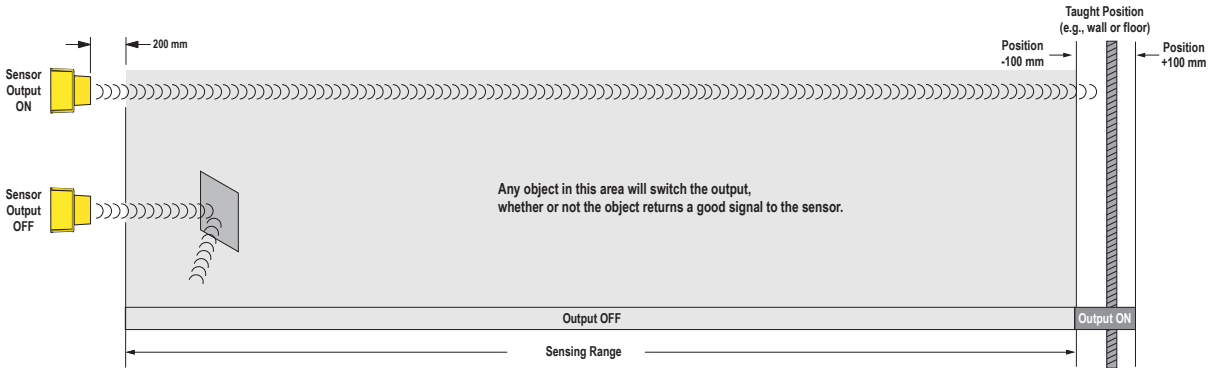 Taught Position
(e.g., wall or floor)
200 mm
Position
-100 mm
Position
+100 mm
Sensor
Output
ON
Sensor
Output
OFF
Any object in this area will switch the output,
whether or not the object returns a good signal to the sensor.
Output OFF
Output ON
Sensing Range